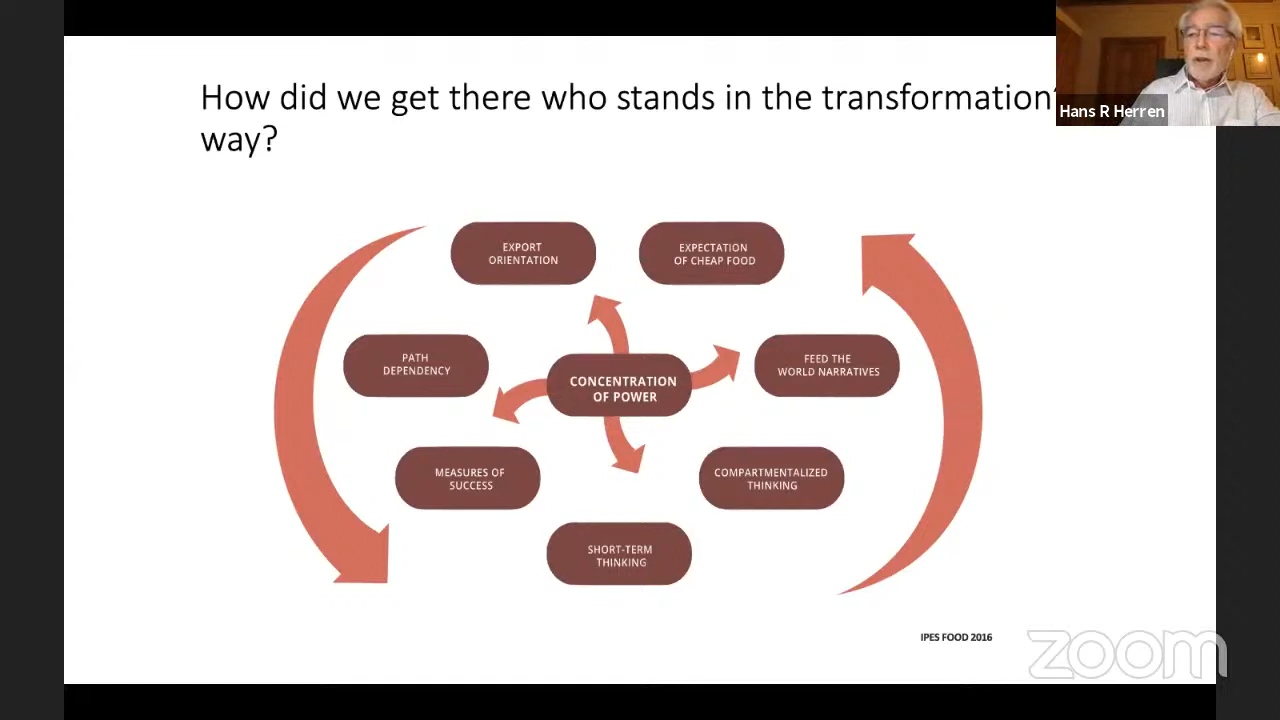 How did we get there who stands in the transformation'
way?
Hans R Herren
EXPORT
ORIENTATION
EXPECTATION
OF CHEAP FOOD
PATH
DEPENDENCY
CONCENTRATION
OF POWER
FEED THE
WORLD NARRATIVES
MEASURES OF
SUCCESS
COMPARTMENTALIZED
THINKING
SHORT-TERM
THINKING
IPES FOOD 2016
zoom